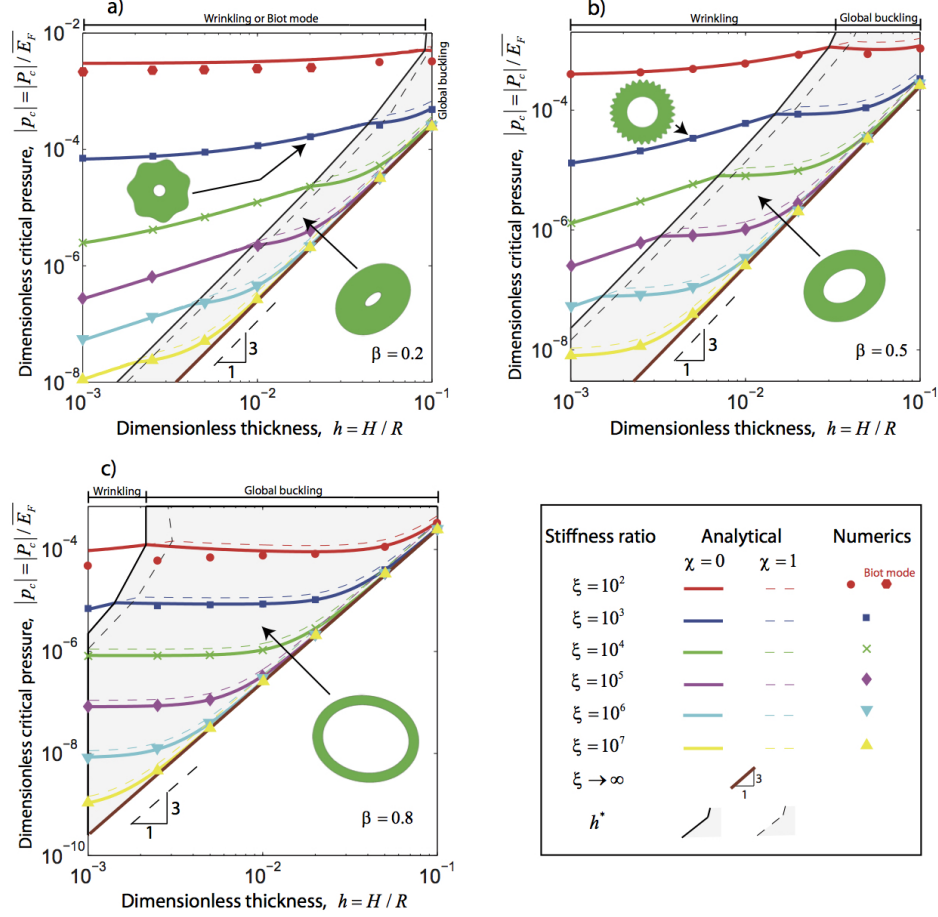 a)
Wrinkling or Biot mode
Global buckling
|p_c| = |P_c| / \overline{E_F}
Dimensionless critical pressure,
10^{-2}
10^{-4}
10^{-6}
10^{-8}
3
1
β = 0.2
10^{-3}
10^{-2}
10^{-1}
Dimensionless thickness, h = H / R
b)
Wrinkling
Global buckling
|p_c| = |P_c| / \overline{E_F}
Dimensionless critical pressure,
10^{-4}
10^{-6}
10^{-8}
3
1
β = 0.5
10^{-3}
10^{-2}
10^{-1}
Dimensionless thickness, h = H / R
c)
Wrinkling
Global buckling
|p_c| = |P_c| / \overline{E_F}
Dimensionless critical pressure,
10^{-4}
10^{-6}
10^{-8}
10^{-10}
3
1
β = 0.8
10^{-3}
10^{-2}
10^{-1}
Dimensionless thickness, h = H / R
Stiffness ratio Analytical Numerics
χ = 0 χ = 1
Biot mode
ξ = 10^2
ξ = 10^3
ξ = 10^4
ξ = 10^5
ξ = 10^6
ξ = 10^7
ξ → ∞
3
1
h*